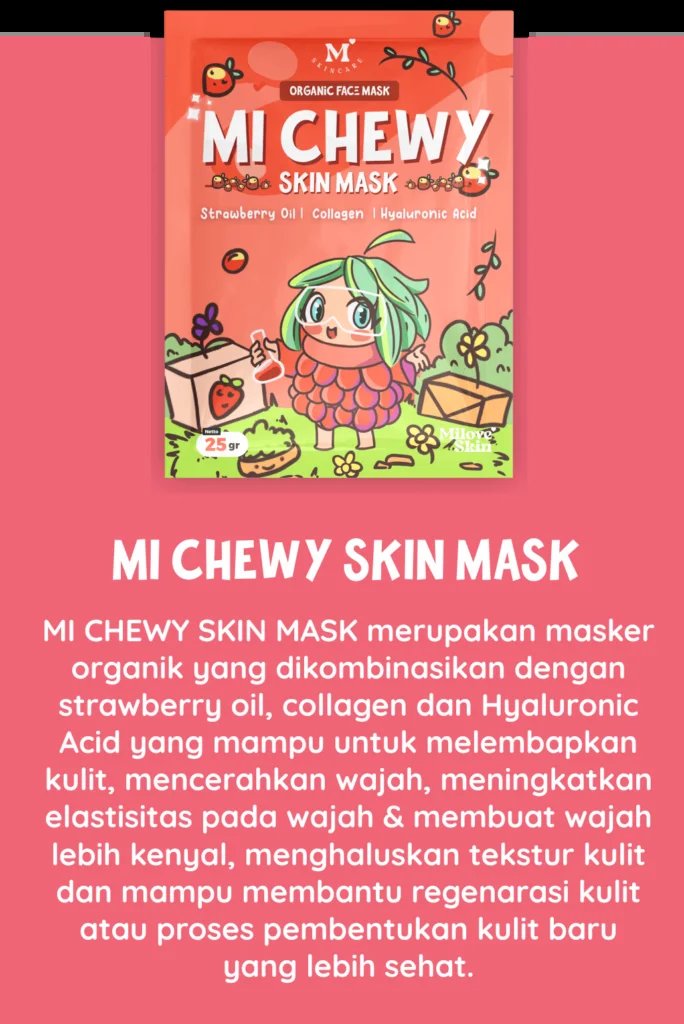 M
SKINCARE
ORGANIC FACE MASK
MI CHEWY
SKIN MASK
Strawberry Oil | Collagen | Hyaluronic Acid
Netto
25 gr
Milove
Skin
MI CHEWY SKIN MASK
MI CHEWY SKIN MASK merupakan masker
organik yang dikombinasikan dengan
strawberry oil, collagen dan Hyaluronic
Acid yang mampu untuk melembapkan
kulit, mencerahkan wajah, meningkatkan
elastisitas pada wajah & membuat wajah
lebih kenyal, menghaluskan tekstur kulit
dan mampu membantu regenarasi kulit
atau proses pembentukan kulit baru
yang lebih sehat.